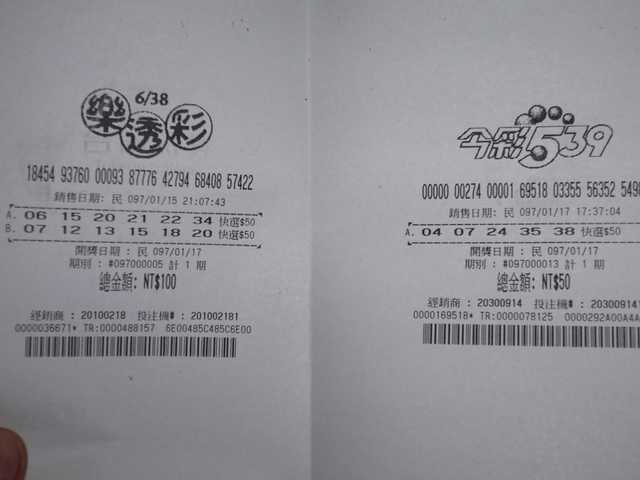 6/38
樂透彩
18454 93760 00093 87776 42794 68408 57422
銷售日期: 民 097/01/15 21:07:43
A. 06 15 20 21 22 34 快選$50
B. 07 12 13 15 18 20 快選$50
開獎日期 : 民 097/01/17
期別 : #097000005 計 1 期
總金額: NT$100
經銷商 : 20100218 投注機# : 201002181
0000036671* TR:0000488157 6E00485C485C6E00
今彩539
00000 00274 00001 69518 03355 56352 5490
銷售日期: 民 097/01/17 17:37:04
A. 04 07 24 35 38 快選$50
開獎日期 : 民 097/01/17
期別 : #097000013 計 1 期
總金額: NT$50
經銷商 : 20300914 投注機# : 20300914
0000169518* TR:0000078125 0000292A00A4A